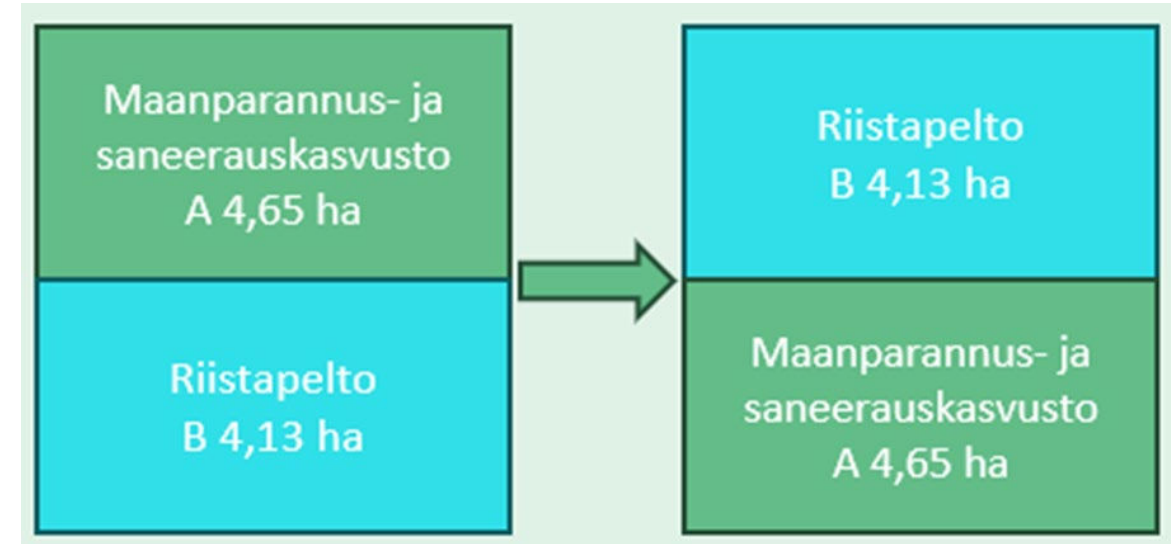 Maanparannus- ja
saneerauskasvusto
A 4,65 ha
Riistapelto
B 4,13 ha
Riistapelto
B 4,13 ha
Maanparannus- ja
saneerauskasvusto
A 4,65 ha